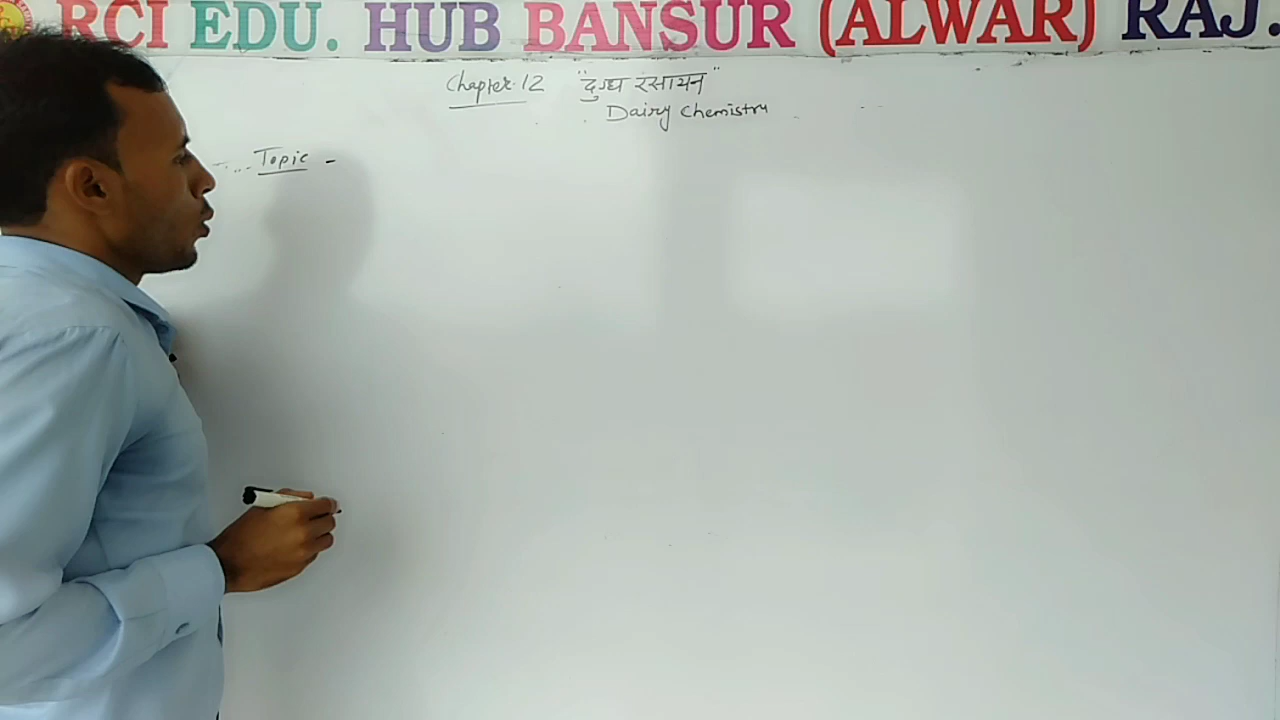 RCI EDU. HUB BANSUR (ALWAR) RAJ.
Chapter.12 "दुग्ध रसायन"
Dairy Chemistry
Topic -